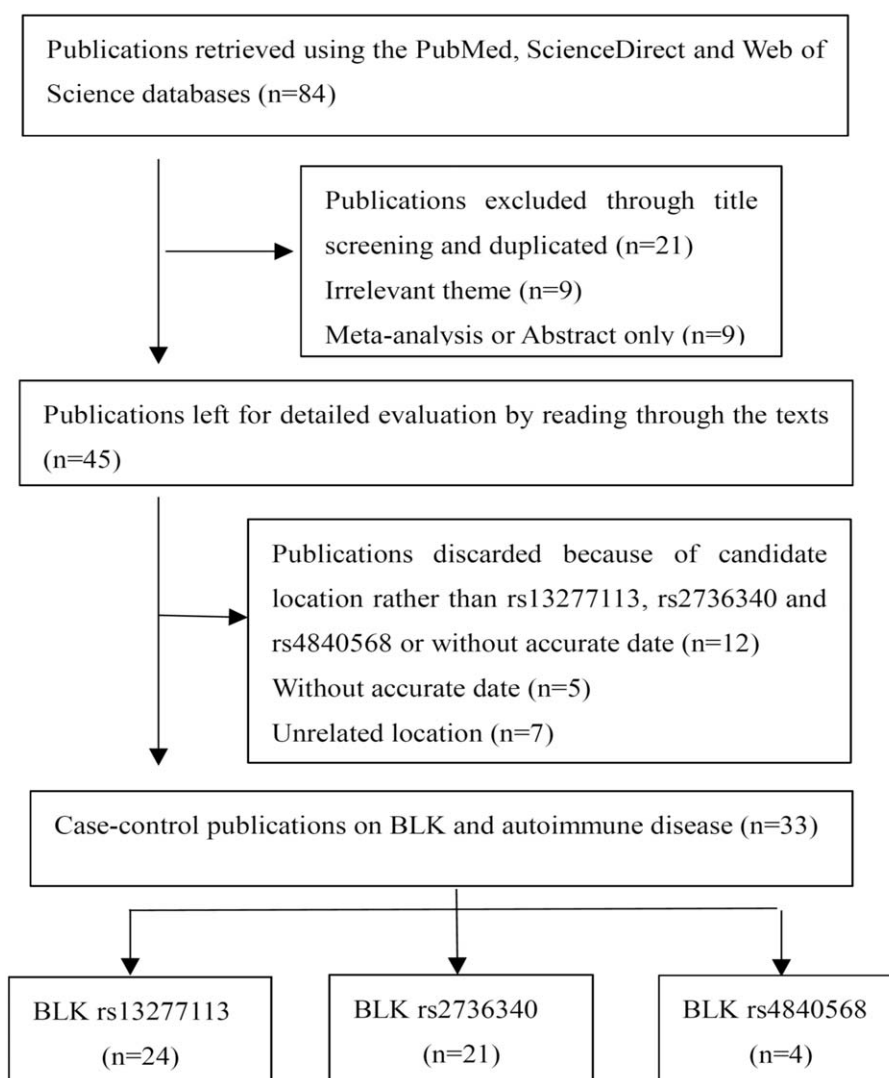 Publications retrieved using the PubMed, ScienceDirect and Web of
Science databases (n=84)
Publications excluded through title
screening and duplicated (n=21)
Irrelevant theme (n=9)
Meta-analysis or Abstract only (n=9)
Publications left for detailed evaluation by reading through the texts
(n=45)
Publications discarded because of candidate
location rather than rs13277113, rs2736340 and
rs4840568 or without accurate date (n=12)
Without accurate date (n=5)
Unrelated location (n=7)
Case-control publications on BLK and autoimmune disease (n=33)
BLK rs13277113
(n=24)
BLK rs2736340
(n=21)
BLK rs4840568
(n=4)